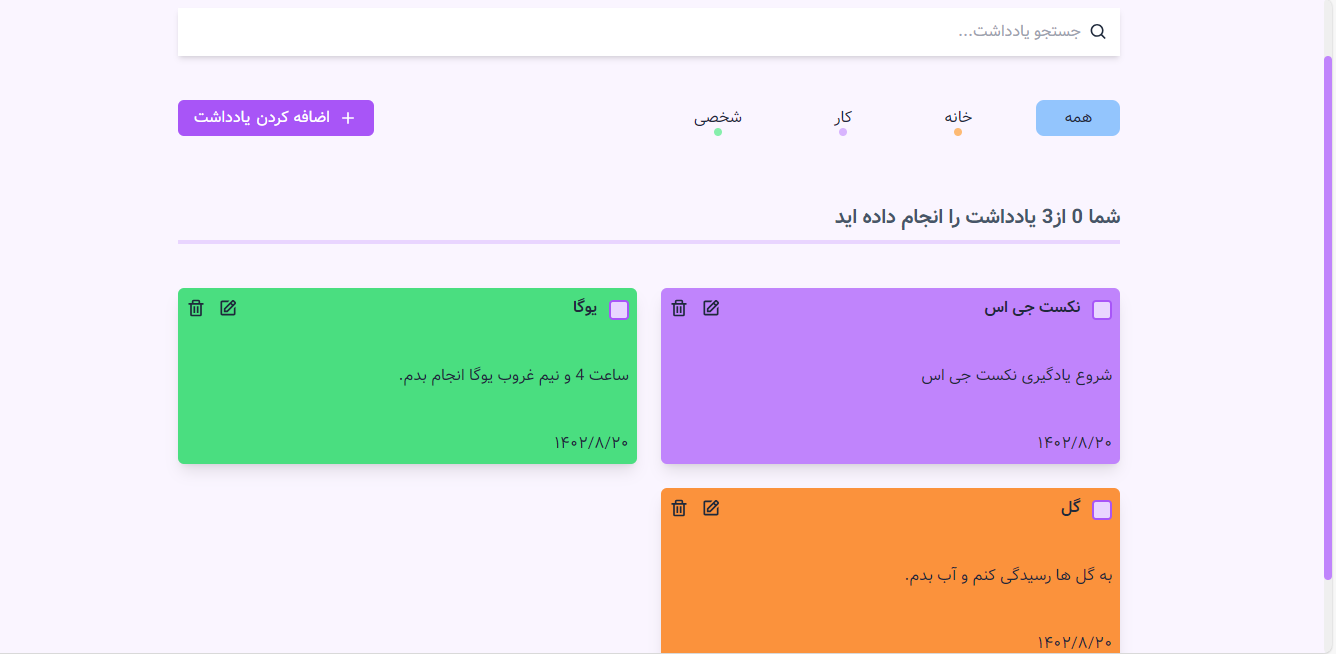 جستجو یادداشت...
همه
خانه
کار
شخصی
+ اضافه کردن یادداشت
شما 0 از3 یادداشت را انجام داده اید
نکست جی اس
شروع یادگیری نکست جی اس
۱۴۰۲/۸/۲۰
یوگا
ساعت 4 و نیم غروب یوگا انجام بدم.
۱۴۰۲/۸/۲۰
گل
به گل ها رسیدگی کنم و آب بدم.
۱۴۰۲/۸/۲۰